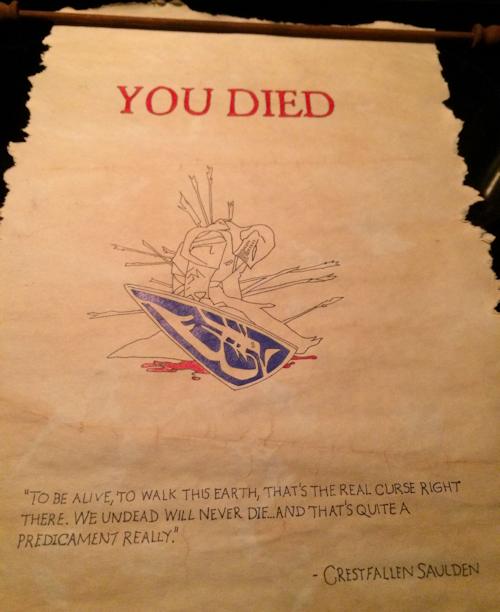 YOU DIED
"TO BE ALIVE, TO WALK THIS EARTH, THAT'S THE REAL CURSE RIGHT
THERE. WE UNDEAD WILL NEVER DIE...AND THAT'S QUITE A
PREDICAMENT REALLY."
- CRESTFALLEN SAULDEN